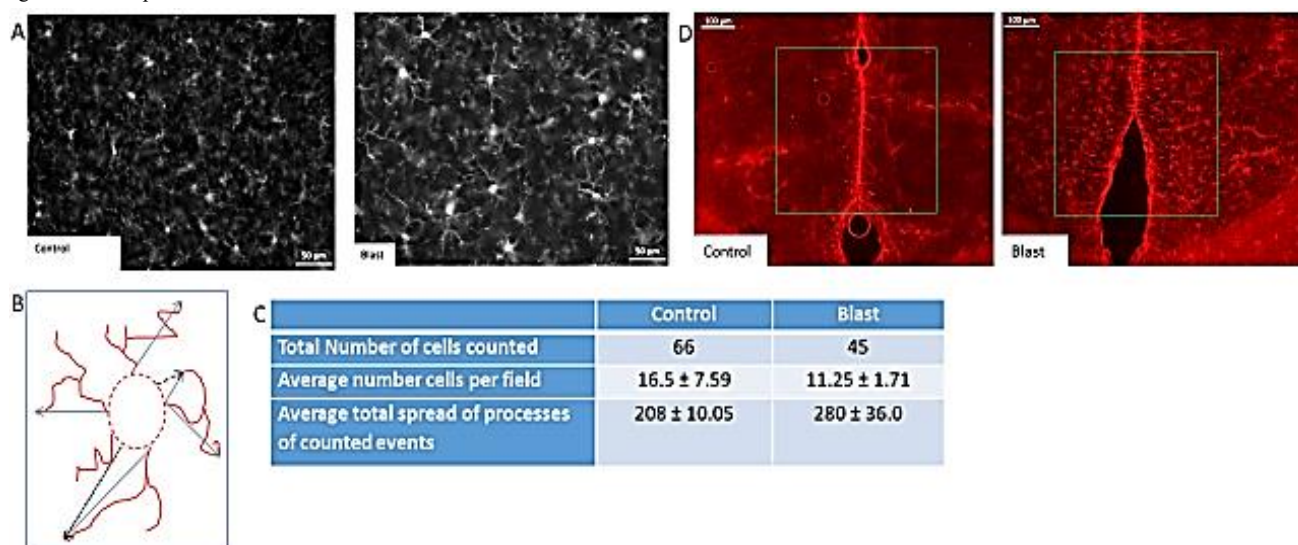 A
Control
50 µm
Blast
50 µm
D
100 µm
Control
100 µm
Blast
B
C
Control
Blast
Total Number of cells counted
66
45
Average number cells per field
16.5 ± 7.59
11.25 ± 1.71
Average total spread of processes
of counted events
208 ± 10.05
280 ± 36.0